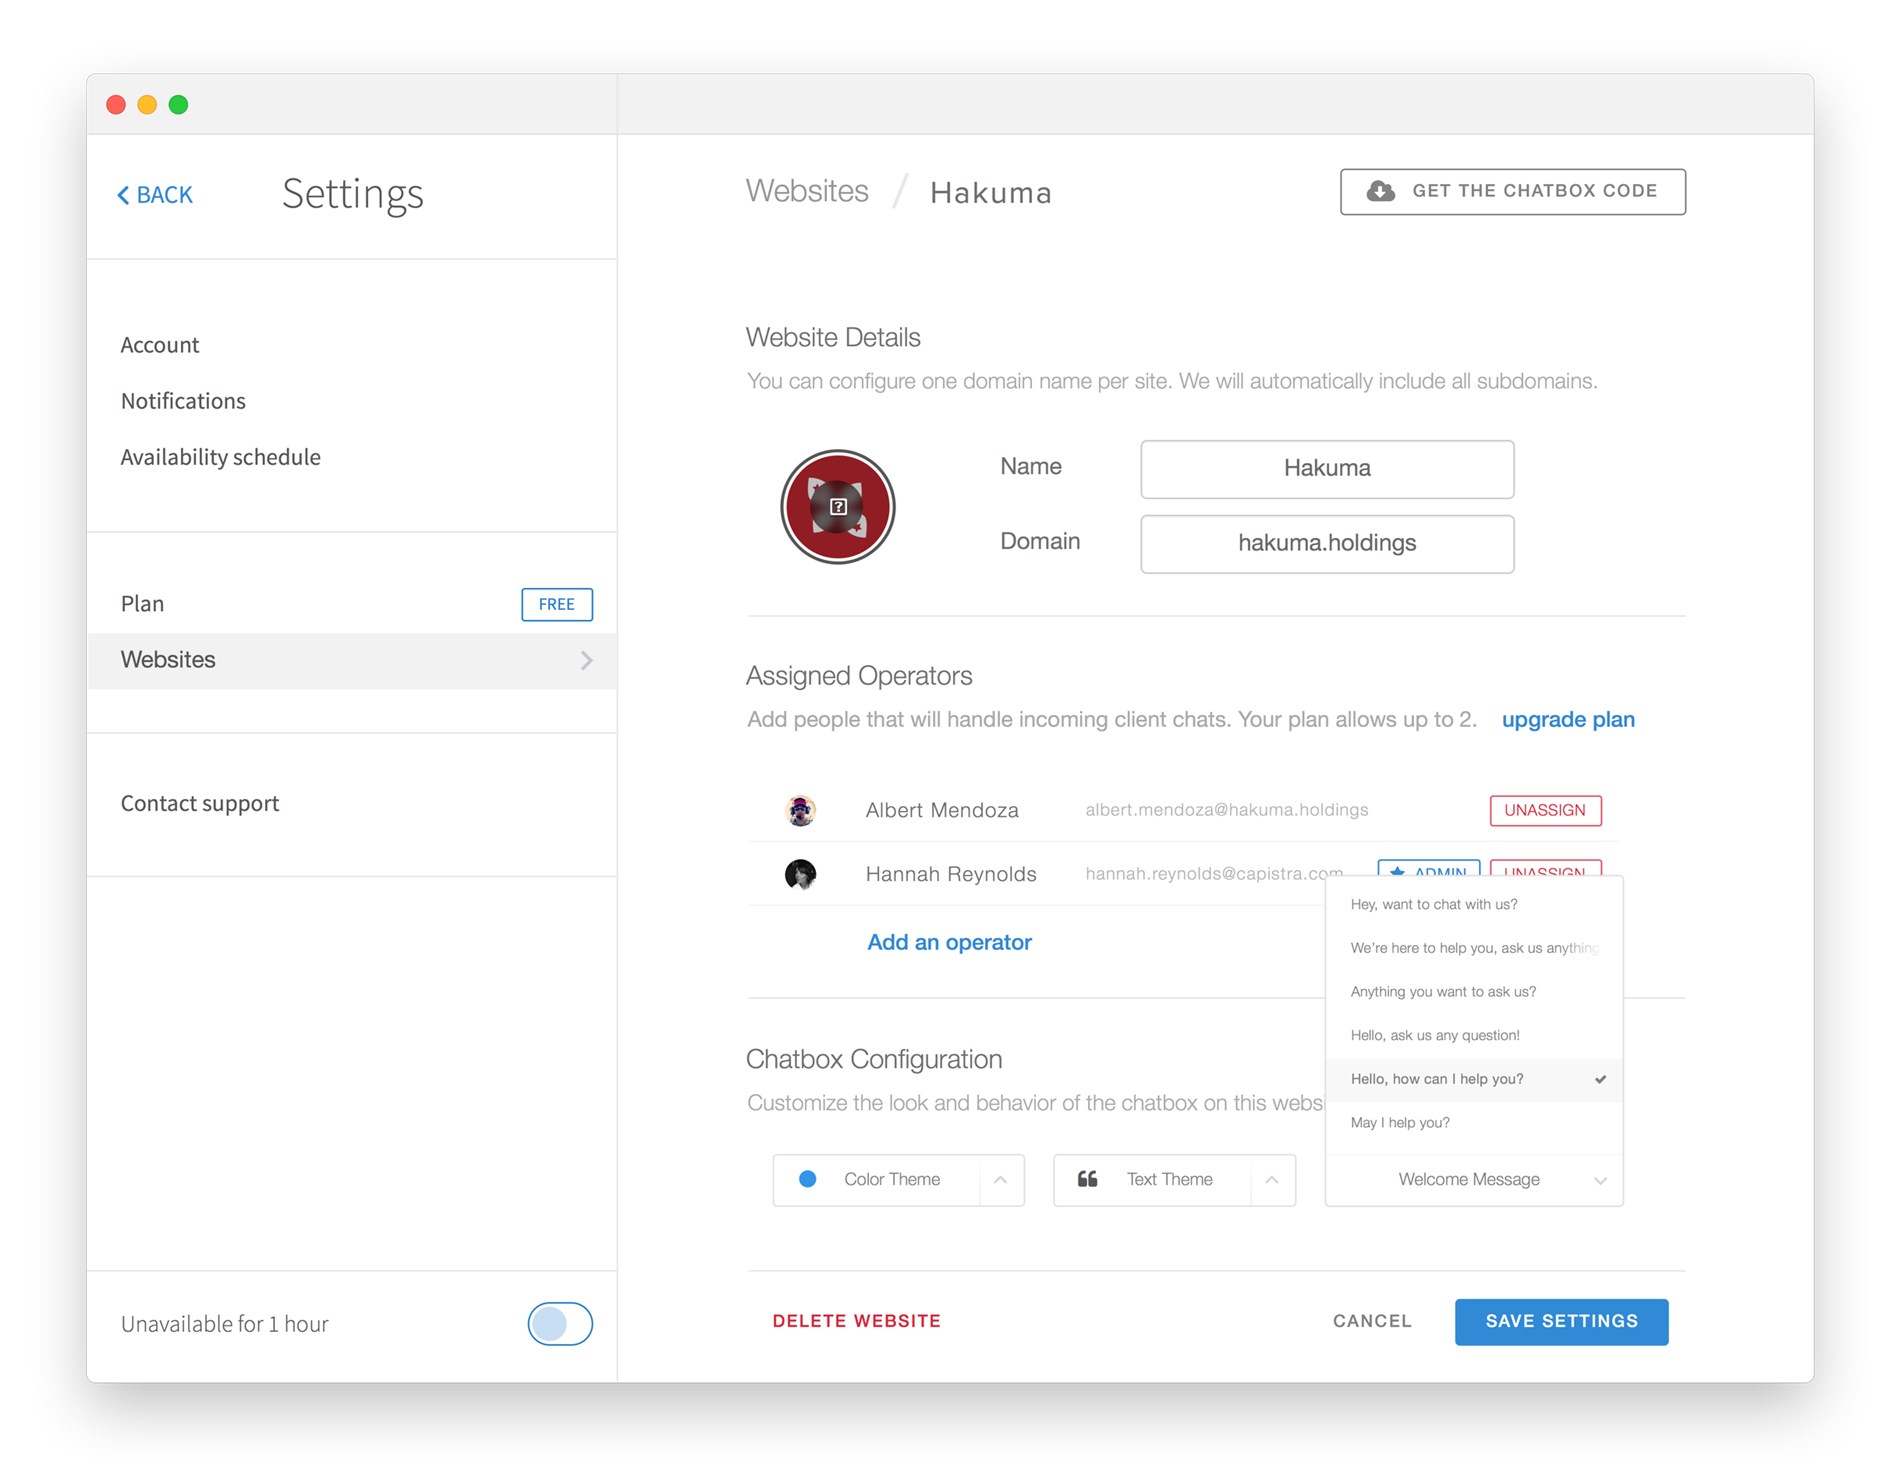 BACK
Settings
Account
Notifications
Availability schedule
Plan
FREE
Websites
Contact support
Unavailable for 1 hour
Websites / Hakuma
GET THE CHATBOX CODE
Website Details
You can configure one domain name per site. We will automatically include all subdomains.
?
Name
Hakuma
Domain
hakuma.holdings
Assigned Operators
Add people that will handle incoming client chats. Your plan allows up to 2. upgrade plan
Albert Mendoza albert.mendoza@hakuma.holdings UNASSIGN
Hannah Reynolds hannah.reynolds@capistra.com ADMIN UNASSIGN
Add an operator
Hey, want to chat with us?
We're here to help you, ask us anything
Anything you want to ask us?
Hello, ask us any question!
Hello, how can I help you?
May I help you?
Welcome Message
Chatbox Configuration
Customize the look and behavior of the chatbox on this webs
Color Theme
Text Theme
DELETE WEBSITE
CANCEL
SAVE SETTINGS